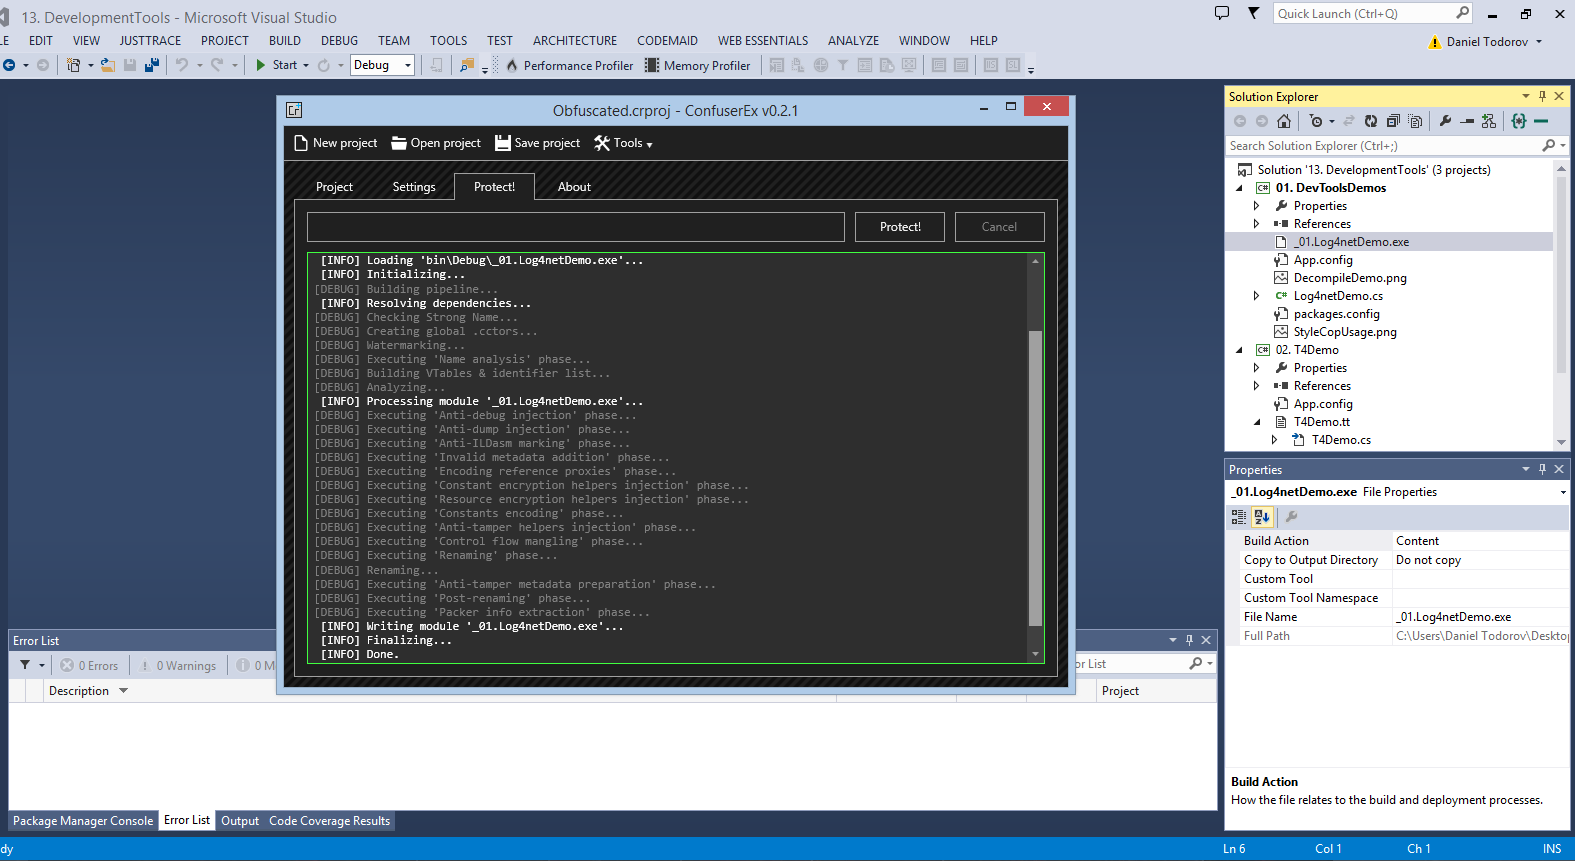 13. DevelopmentTools - Microsoft Visual Studio
Quick Launch (Ctrl+Q)
LE EDIT VIEW JUSTTRACE PROJECT BUILD DEBUG TEAM TOOLS TEST ARCHITECTURE CODEMAID WEB ESSENTIALS ANALYZE WINDOW HELP
Daniel Todorov
Start Debug Performance Profiler Memory Profiler
Obfuscated.crproj - ConfuserEx v0.2.1
New project Open project Save project Tools
Project Settings Protect! About
Protect! Cancel
[INFO] Loading 'bin\Debug\_01.Log4netDemo.exe'...
[INFO] Initializing...
[DEBUG] Building pipeline...
[INFO] Resolving dependencies...
[DEBUG] Checking Strong Name...
[DEBUG] Creating global .cctors...
[DEBUG] Watermarking...
[DEBUG] Executing 'Name analysis' phase...
[DEBUG] Building VTables & identifier list...
[DEBUG] Analyzing...
[INFO] Processing module '_01.Log4netDemo.exe'...
[DEBUG] Executing 'Anti-debug injection' phase...
[DEBUG] Executing 'Anti-dump injection' phase...
[DEBUG] Executing 'Anti-ILDasm marking' phase...
[DEBUG] Executing 'Invalid metadata addition' phase...
[DEBUG] Executing 'Encoding reference proxies' phase...
[DEBUG] Executing 'Constant encryption helpers injection' phase...
[DEBUG] Executing 'Resource encryption helpers injection' phase...
[DEBUG] Executing 'Constants encoding' phase...
[DEBUG] Executing 'Anti-tamper helpers injection' phase...
[DEBUG] Executing 'Control flow mangling' phase...
[DEBUG] Executing 'Renaming' phase...
[DEBUG] Renaming...
[DEBUG] Executing 'Anti-tamper metadata preparation' phase...
[DEBUG] Executing 'Post-renaming' phase...
[DEBUG] Executing 'Packer info extraction' phase...
[INFO] Writing module '_01.Log4netDemo.exe'...
[INFO] Finalizing...
[INFO] Done.
Solution Explorer
Search Solution Explorer (Ctrl+;)
Solution '13. DevelopmentTools' (3 projects)
01. DevToolsDemos
Properties
References
_01.Log4netDemo.exe
App.config
DecompileDemo.png
Log4netDemo.cs
packages.config
StyleCopUsage.png
02. T4Demo
Properties
References
App.config
T4Demo.tt
T4Demo.cs
Properties
_01.Log4netDemo.exe File Properties
Build Action Content
Copy to Output Directory Do not copy
Custom Tool
Custom Tool Namespace
File Name _01.Log4netDemo.exe
Full Path C:\Users\Daniel Todorov\Deskto
Build Action
How the file relates to the build and deployment processes.
Error List
0 Errors 0 Warnings 0 M
or List
Description Project
Package Manager Console Error List Output Code Coverage Results
dy Ln 6 Col 1 Ch 1 INS